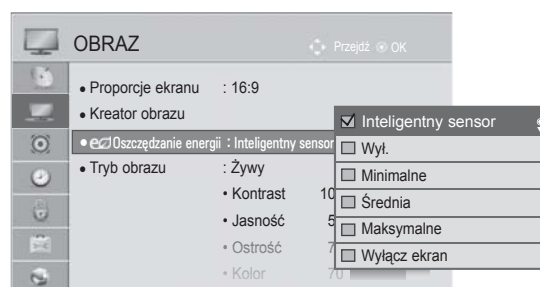 OBRAZ
Przejdź OK
• Proporcje ekranu : 16:9
• Kreator obrazu
• Oszczędzanie energii : Inteligentny sensor
• Tryb obrazu : Żywy
• Kontrast 10
• Jasność 5
• Ostrość 7
• Kolor 70
Inteligentny sensor
Wył.
Minimalne
Średnia
Maksymalne
Wyłącz ekran